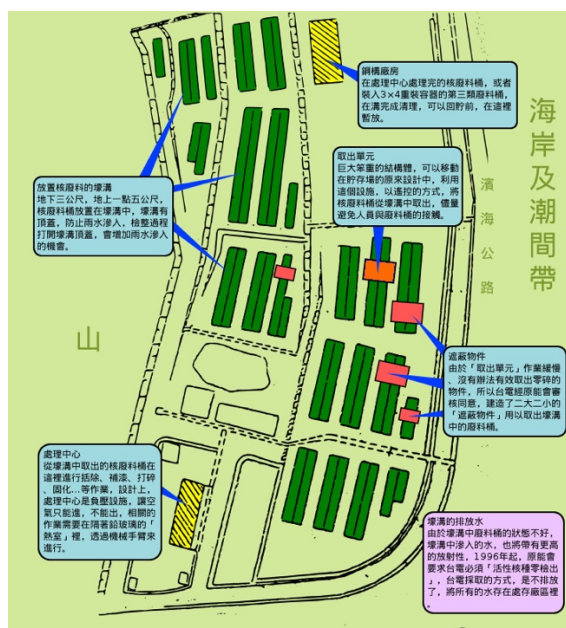 鋼構廠房
在處理中心處理完的核廢料桶，或者
裝入3×4重裝容器的第三類廢料桶，
在溝完成清理，可以回貯前，在這裡
暫放。
海岸及潮間帶
濱海公路
取出單元
巨大笨重的結構體，可以移動
在貯存場的原來設計中，利用
這個設施，以遙控的方式，將
核廢料桶從壕溝中取出，儘量
避免人員與廢料桶的接觸。
放置核廢料的壕溝
地下三公尺，地上一點五公尺，
核廢料桶放置在壕溝中，壕溝有
頂蓋，防止雨水滲入，檢整過程
打開壕溝頂蓋，會增加雨水滲入
的機會。
山
遮蔽物件
由於「取出單元」作業緩慢
、沒有辦法有效取出零碎的
物件，所以台電經原能會審
核同意，建造了二大二小的
「遮蔽物件」用以取出壕溝
中的廢料桶。
處理中心
從壕溝中取出的核廢料桶在
這裡進行括除、補漆、打碎
、固化...等作業，設計上，
處理中心是負壓設施，讓空
氣只能進，不能出，相關的
作業需要在隔著鉛玻璃的「
熱室」裡，透過機械手臂來
進行。
壕溝的排放水
由於壕溝中廢料桶的狀態不好，
壕溝中滲入的水，也將帶有更高
的放射性，1996年起，原能會
要求台電必須「活性核種零檢出
」，台電採取的方式，是不排放
了，將所有的水存在處存廠區裡
。